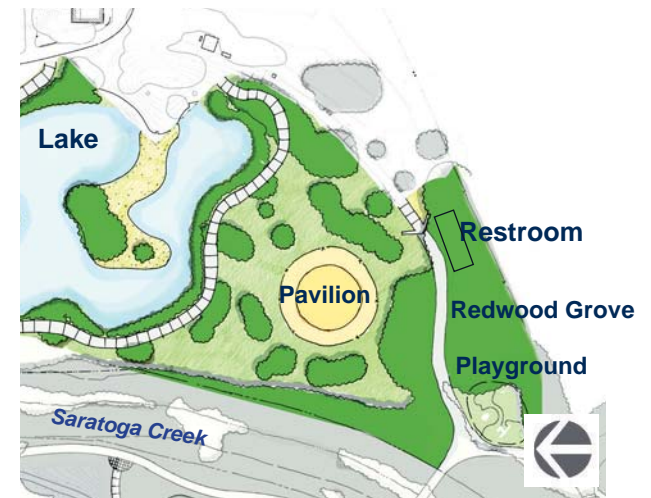 Lake
Restroom
Pavilion
Redwood Grove
Playground
Saratoga Creek